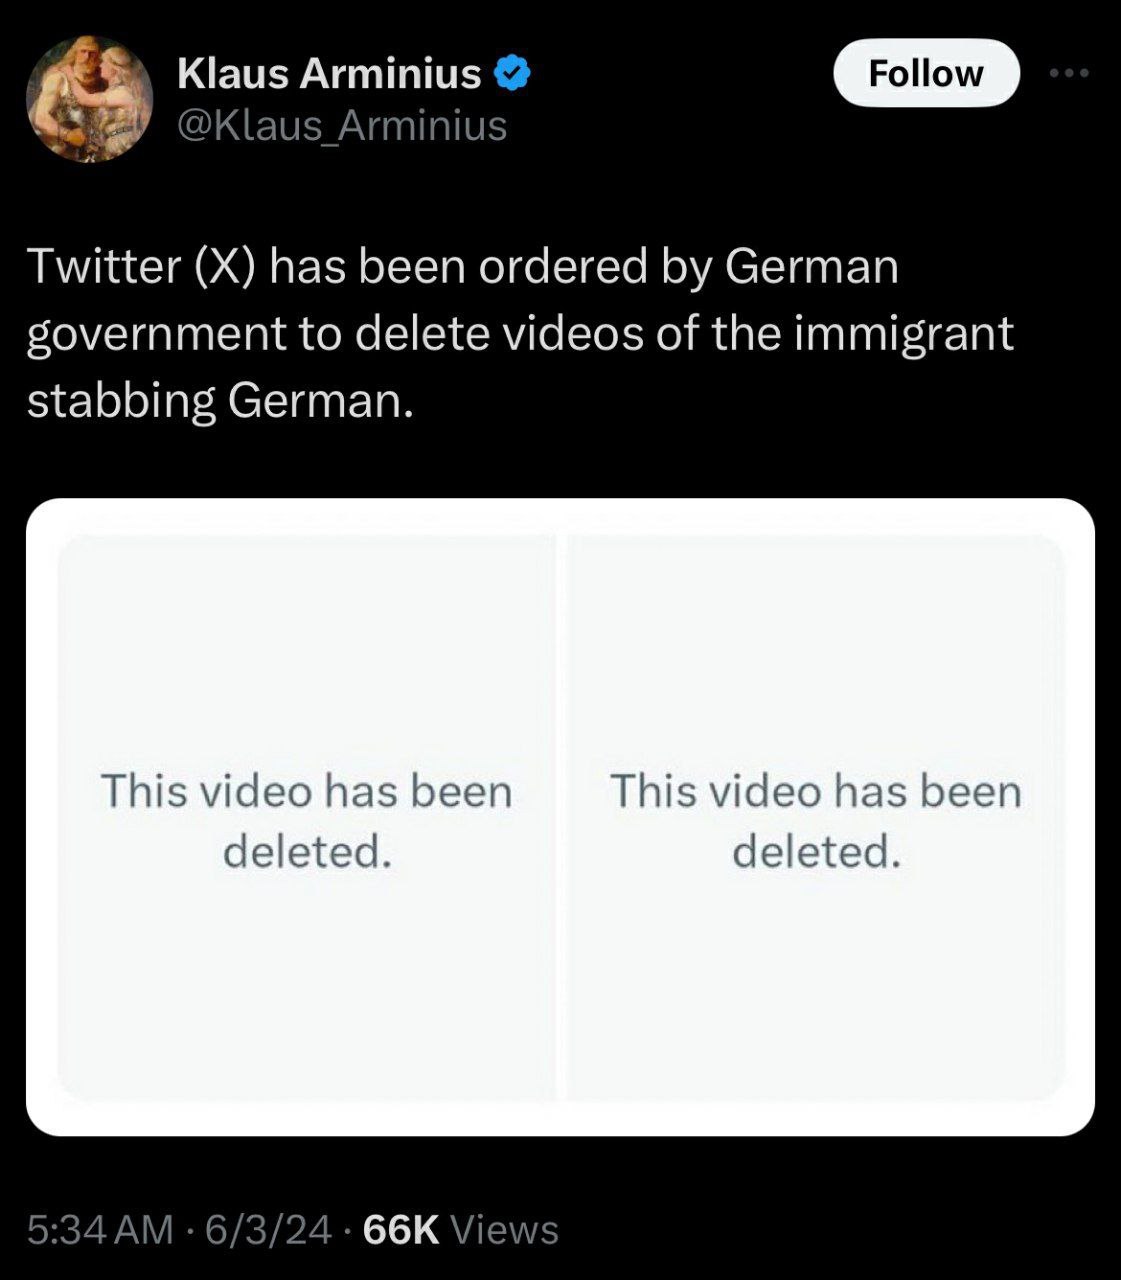 Klaus Arminius
Follow
@Klaus_Arminius
Twitter (X) has been ordered by German
government to delete videos of the immigrant
stabbing German.
This video has been
deleted.
This video has been
deleted.
5:34 AM · 6/3/24 · 66K Views